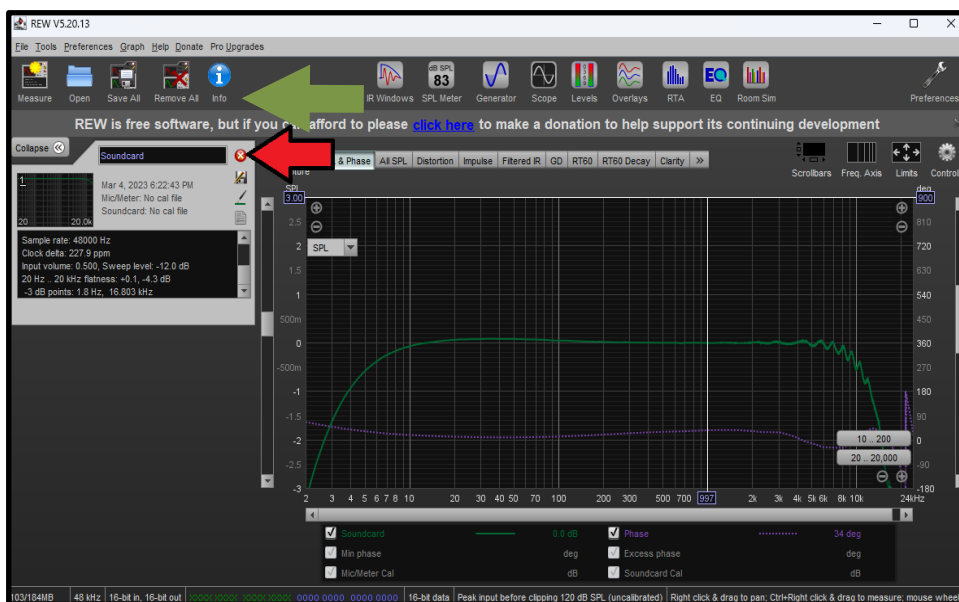 REW V5.20.13
File Tools Preferences Graph Help Donate Pro Upgrades
dB SPL
83
EQ
Measure Open Save All Remove All Info IR Windows SPL Meter Generator Scope Levels Overlays RTA EQ Room Sim Preferences
REW is free software, but if you can afford to please click here to make a donation to help support its continuing development
Collapse
Soundcard
& Phase All SPL Distortion Impulse Filtered IR GD RT60 RT60 Decay Clarity
Scrollbars Freq. Axis Limits Control
1
20 20.0k
Mar 4, 2023 6:22:43 PM
Mic/Meter: No cal file
Soundcard: No cal file
Sample rate: 48000 Hz
Clock delta: 227.9 ppm
Input volume: 0.500, Sweep level: -12.0 dB
20 Hz .. 20 kHz flatness: +0.1, -4.3 dB
-3 dB points: 1.8 Hz, 16.803 kHz
SPL deg
3.00 900
2.5 810
2 SPL 720
1.5 630
1 540
500m 450
0 360
-500m 270
-1 180
-1.5 90
10 .. 200
-2 0
20 .. 20,000
-2.5 -90
-3 -180
2 3 4 5 6 7 8 10 20 30 40 50 70 100 200 300 500 700 997 2k 3k 4k 5k 6k 8k 10k 24kHz
Soundcard 0.0 dB Phase 34 deg
Min phase deg Excess phase deg
Mic/Meter Cal dB Soundcard Cal dB
103/184MB 48 kHz 16-bit in, 16-bit out 0000 0000 0000 0000 16-bit data Peak input before clipping 120 dB SPL (uncalibrated) Right click & drag to pan; Ctrl+Right click & drag to measure; mouse wheel